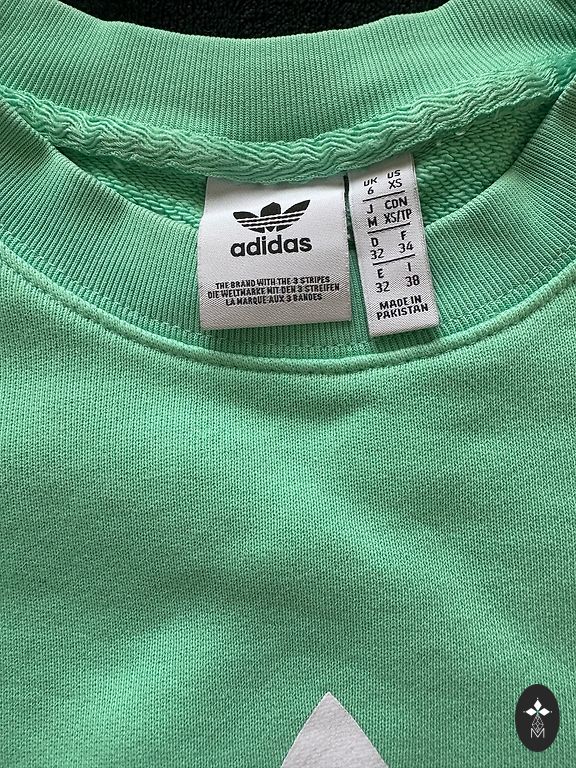 adidas
THE BRAND WITH THE 3 STRIPES
DIE WELTMARKE MIT DEN 3 STREIFEN
LA MARQUE AUX 3 BANDES
UK US
6 XS
J CDN
M XS/TP
D F
32 34
E I
32 38
MADE IN
PAKISTAN
M